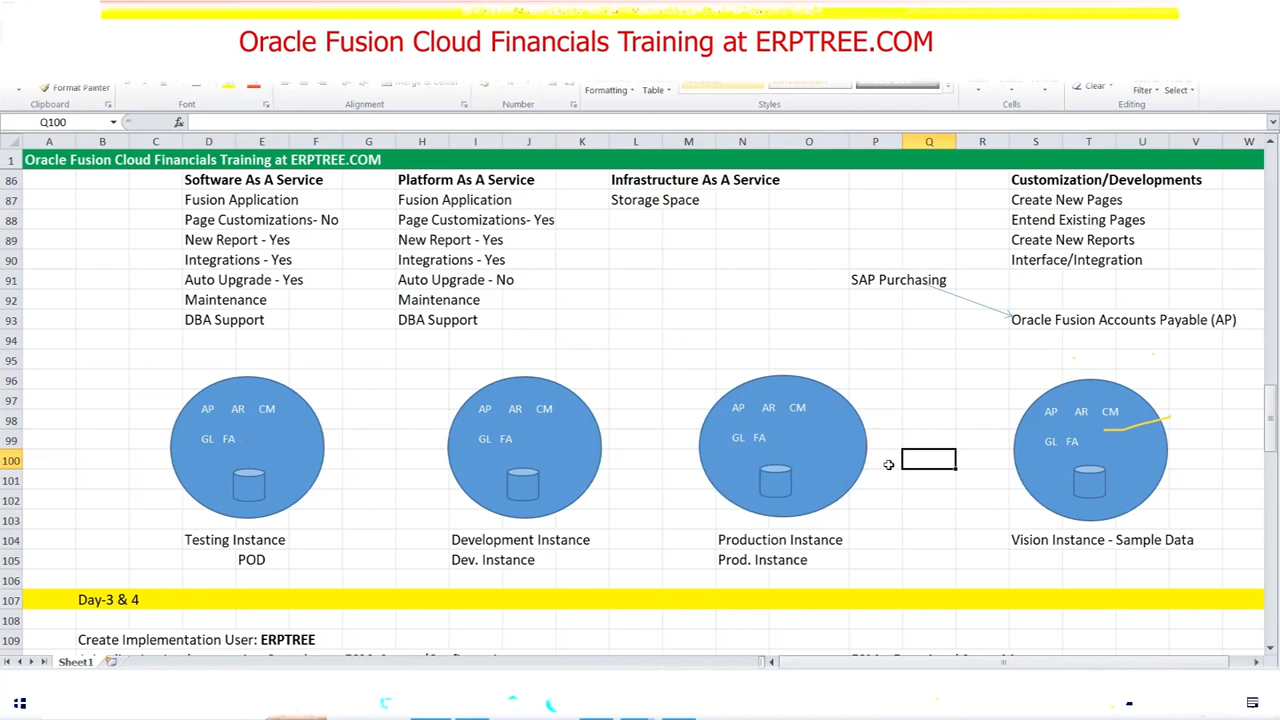 Oracle Fusion Cloud Financials Training at ERPTREE.COM
Format Painter
Merge & Center
Formatting Table
Clear
Filter Select
Clipboard Font Alignment Number Styles Cells Editing
Q100 fx
A B C D E F G H I J K L M N O P Q R S T U V W
1 Oracle Fusion Cloud Financials Training at ERPTREE.COM
86 Software As A Service Platform As A Service Infrastructure As A Service Customization/Developments
87 Fusion Application Fusion Application Storage Space Create New Pages
88 Page Customizations- No Page Customizations- Yes Entend Existing Pages
89 New Report - Yes New Report - Yes Create New Reports
90 Integrations - Yes Integrations - Yes Interface/Integration
91 Auto Upgrade - Yes Auto Upgrade - No SAP Purchasing
92 Maintenance Maintenance
93 DBA Support DBA Support Oracle Fusion Accounts Payable (AP)
94
95
96
97
AP AR CM AP AR CM AP AR CM AP AR CM
98
99 GL FA GL FA GL FA GL FA
100
101
102
103
104 Testing Instance Development Instance Production Instance Vision Instance - Sample Data
105 POD Dev. Instance Prod. Instance
106
107 Day-3 & 4
108
109 Create Implementation User: ERPTREE
Sheet1